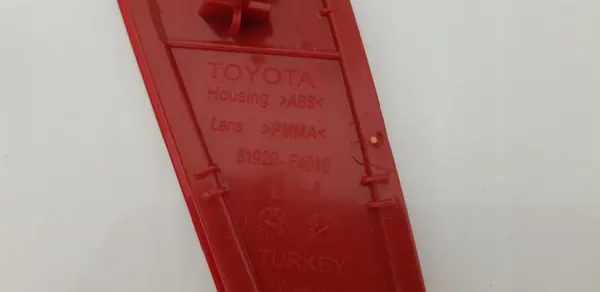 TOYOTA
Housing >ABS<
Lens >PMMA<
81920-F4010
L
TURKEY